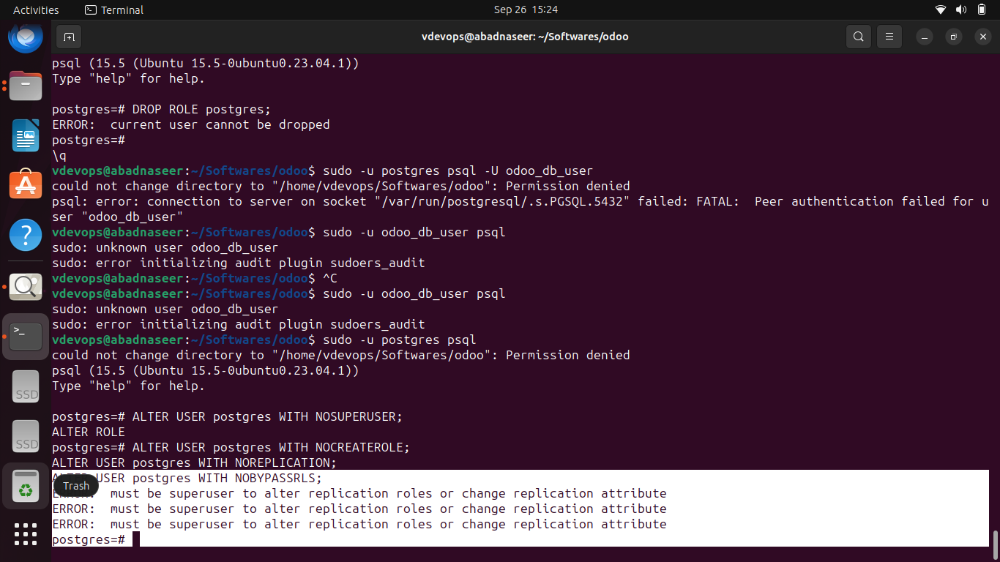 Activities
Terminal
Sep 26 15:24
vdevops@abadnaseer: ~/Softwares/odoo
psql (15.5 (Ubuntu 15.5-0ubuntu0.23.04.1))
Type "help" for help.
postgres=# DROP ROLE postgres;
ERROR:  current user cannot be dropped
postgres=#
\q
vdevops@abadnaseer:~/Softwares/odoo$ sudo -u postgres psql -U odoo_db_user
could not change directory to "/home/vdevops/Softwares/odoo": Permission denied
psql: error: connection to server on socket "/var/run/postgresql/.s.PGSQL.5432" failed: FATAL:  Peer authentication failed for u
ser "odoo_db_user"
vdevops@abadnaseer:~/Softwares/odoo$ sudo -u odoo_db_user psql
sudo: unknown user odoo_db_user
sudo: error initializing audit plugin sudoers_audit
vdevops@abadnaseer:~/Softwares/odoo$ ^C
vdevops@abadnaseer:~/Softwares/odoo$ sudo -u odoo_db_user psql
sudo: unknown user odoo_db_user
sudo: error initializing audit plugin sudoers_audit
vdevops@abadnaseer:~/Softwares/odoo$ sudo -u postgres psql
could not change directory to "/home/vdevops/Softwares/odoo": Permission denied
psql (15.5 (Ubuntu 15.5-0ubuntu0.23.04.1))
Type "help" for help.
postgres=# ALTER USER postgres WITH NOSUPERUSER;
ALTER ROLE
postgres=# ALTER USER postgres WITH NOCREATEROLE;
ALTER USER postgres WITH NOREPLICATION;
ALTER USER postgres WITH NOBYPASSRLS;
ERROR:  must be superuser to alter replication roles or change replication attribute
ERROR:  must be superuser to alter replication roles or change replication attribute
ERROR:  must be superuser to alter replication roles or change replication attribute
postgres=#
>_
SSD
SSD
Trash